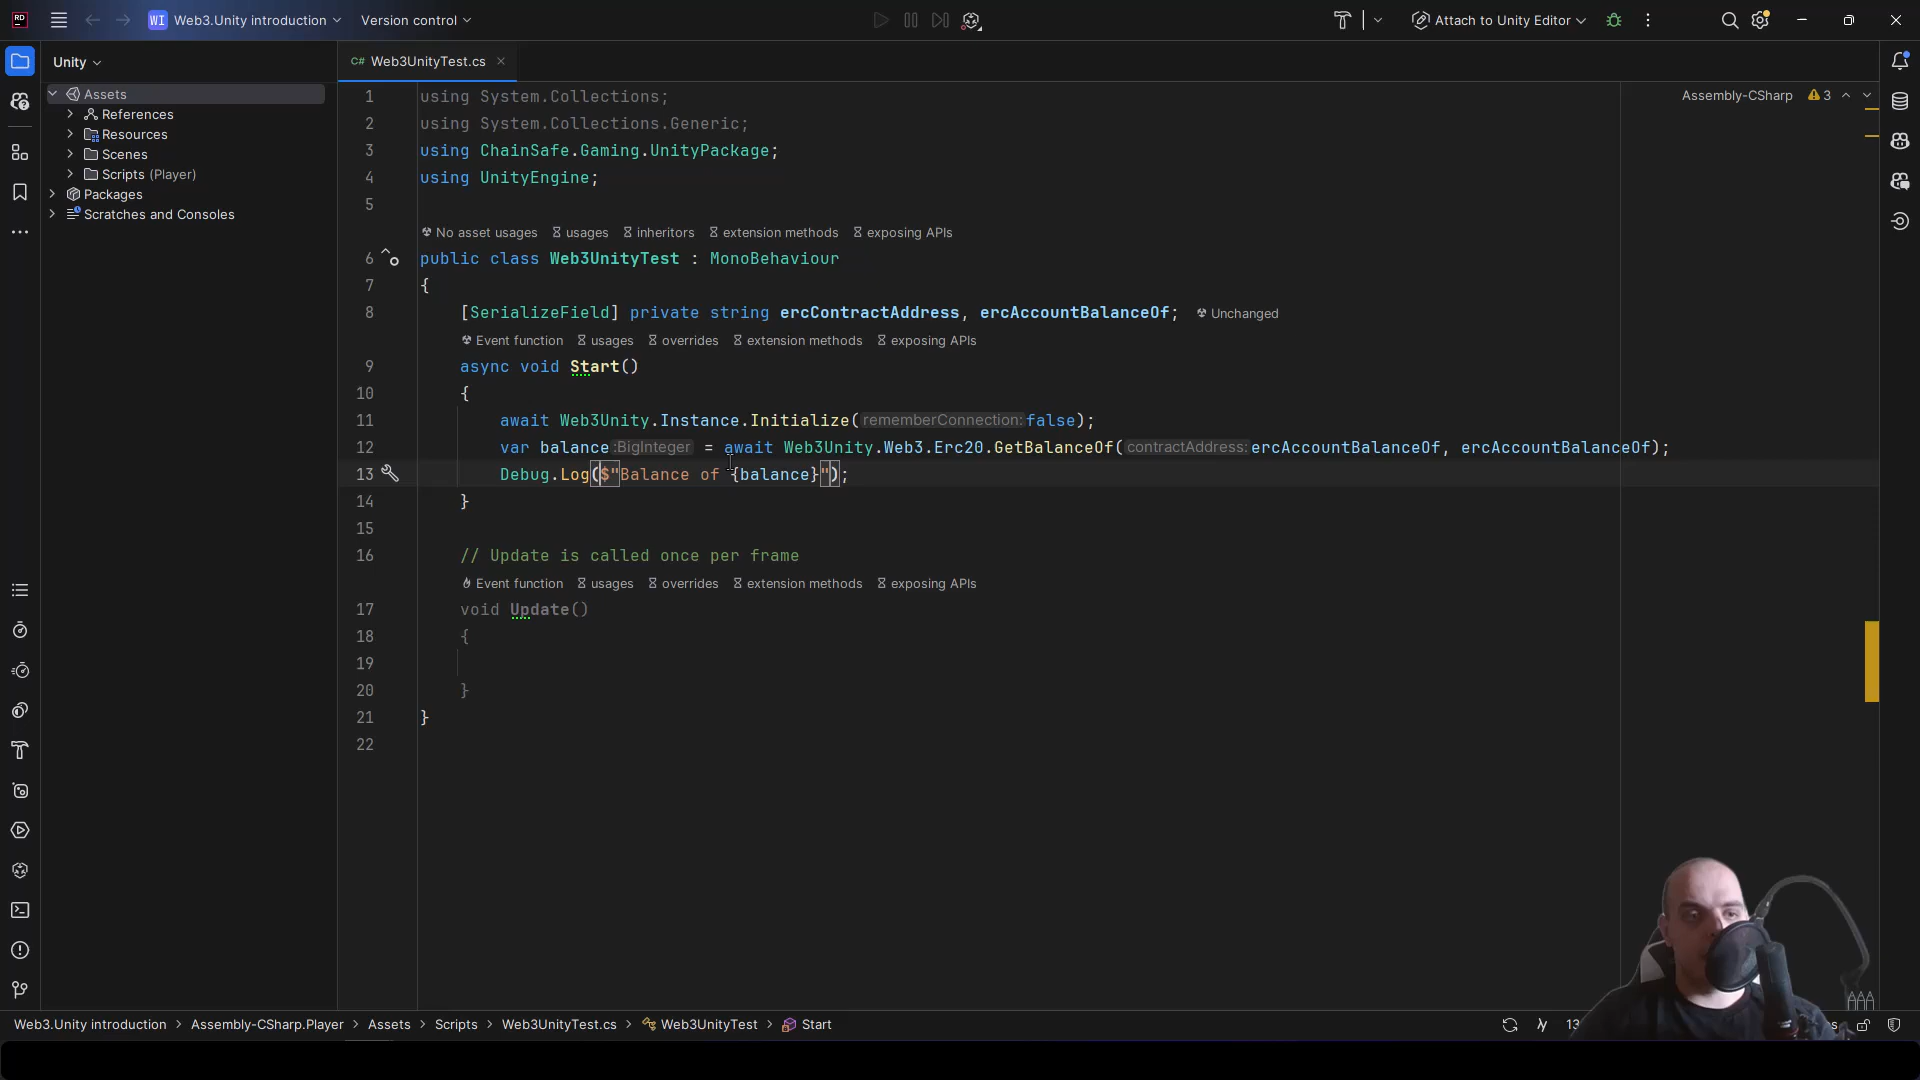 WI Web3.Unity introduction Version control Attach to Unity Editor
Unity
Assets
References
Resources
Scenes
Scripts (Player)
Packages
Scratches and Consoles
C# Web3UnityTest.cs
Assembly-CSharp 3
1 using System.Collections;
2 using System.Collections.Generic;
3 using ChainSafe.Gaming.UnityPackage;
4 using UnityEngine;
5
No asset usages usages inheritors extension methods exposing APIs
6 public class Web3UnityTest : MonoBehaviour
7 {
8 [SerializeField] private string ercContractAddress, ercAccountBalanceOf; Unchanged
Event function usages overrides extension methods exposing APIs
9 async void Start()
10 {
11 await Web3Unity.Instance.Initialize( rememberConnection: false);
12 var balance :BigInteger = await Web3Unity.Web3.Erc20.GetBalanceOf( contractAddress: ercAccountBalanceOf, ercAccountBalanceOf);
13 Debug.Log($"Balance of {balance}");
14 }
15
16 // Update is called once per frame
Event function usages overrides extension methods exposing APIs
17 void Update()
18 {
19
20 }
21 }
22
Web3.Unity introduction > Assembly-CSharp.Player > Assets > Scripts > Web3UnityTest.cs > Web3UnityTest > Start